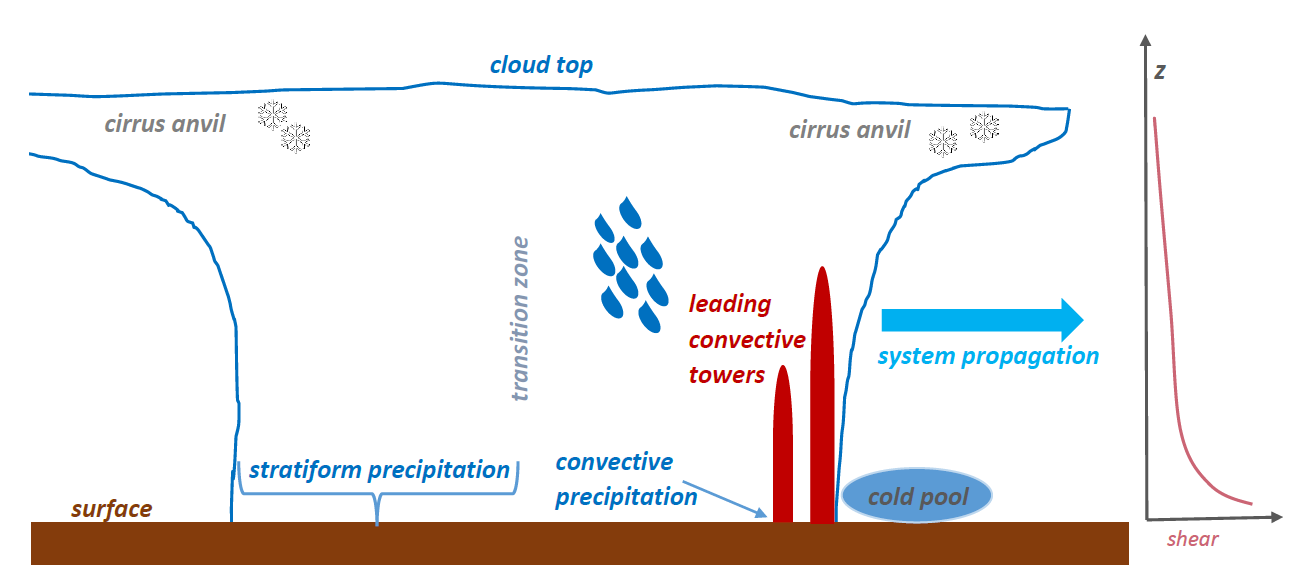 cloud top
z
cirrus anvil
cirrus anvil
transition zone
leading
convective
towers
system propagation
stratiform precipitation
convective
precipitation
cold pool
surface
shear